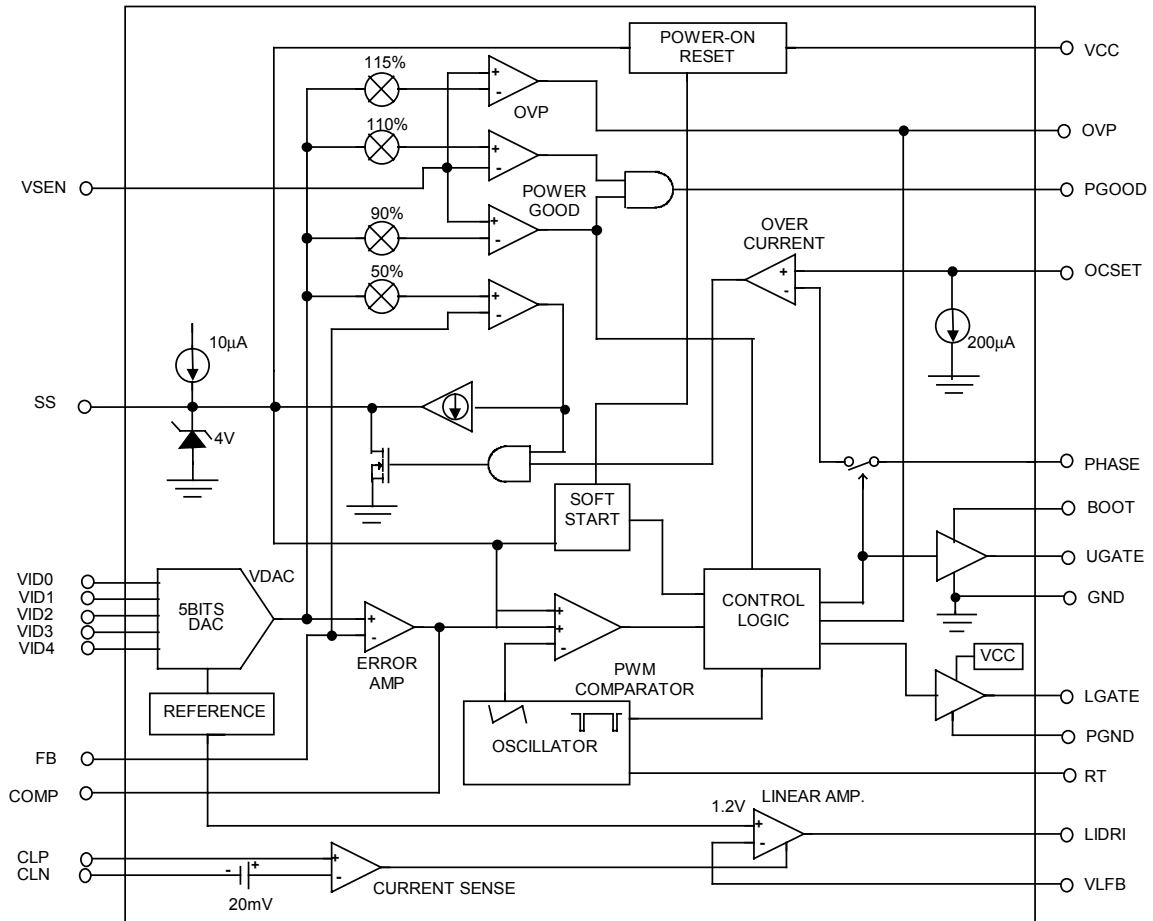 POWER-ON
RESET
VCC
115%
+
-
OVP
OVP
110%
+
-
VSEN
POWER
GOOD
PGOOD
90%
+
-
OVER
CURRENT
+
-
OCSET
50%
+
-
10μA
200μA
SS
4V
PHASE
SOFT
START
BOOT
UGATE
VID0
VID1
VID2
VID3
VID4
5BITS
DAC
VDAC
GND
+
-
ERROR
AMP
+
+
-
PWM
COMPARATOR
CONTROL
LOGIC
VCC
REFERENCE
LGATE
OSCILLATOR
PGND
FB
RT
COMP
1.2V
LINEAR AMP.
+
-
LIDRI
CLP
CLN
- +
20mV
+
-
CURRENT SENSE
VLFB